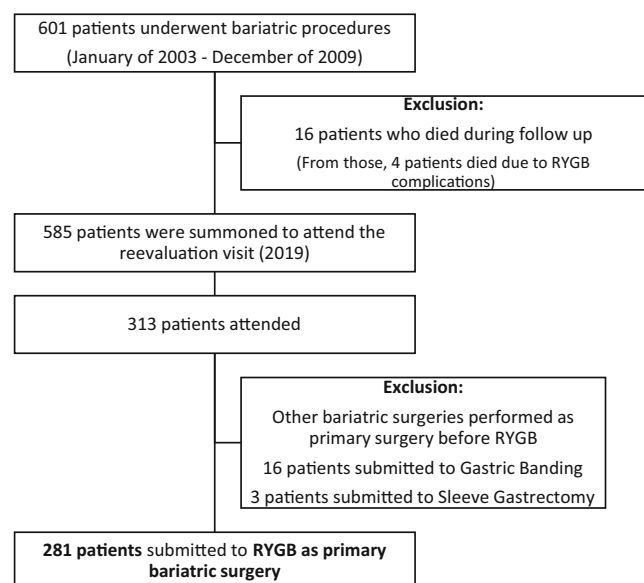 601 patients underwent bariatric procedures
(January of 2003 - December of 2009)
Exclusion:
16 patients who died during follow up
(From those, 4 patients died due to RYGB
complications)
585 patients were summoned to attend the
reevaluation visit (2019)
313 patients attended
Exclusion:
Other bariatric surgeries performed as
primary surgery before RYGB
16 patients submitted to Gastric Banding
3 patients submitted to Sleeve Gastrectomy
281 patients submitted to RYGB as primary
bariatric surgery